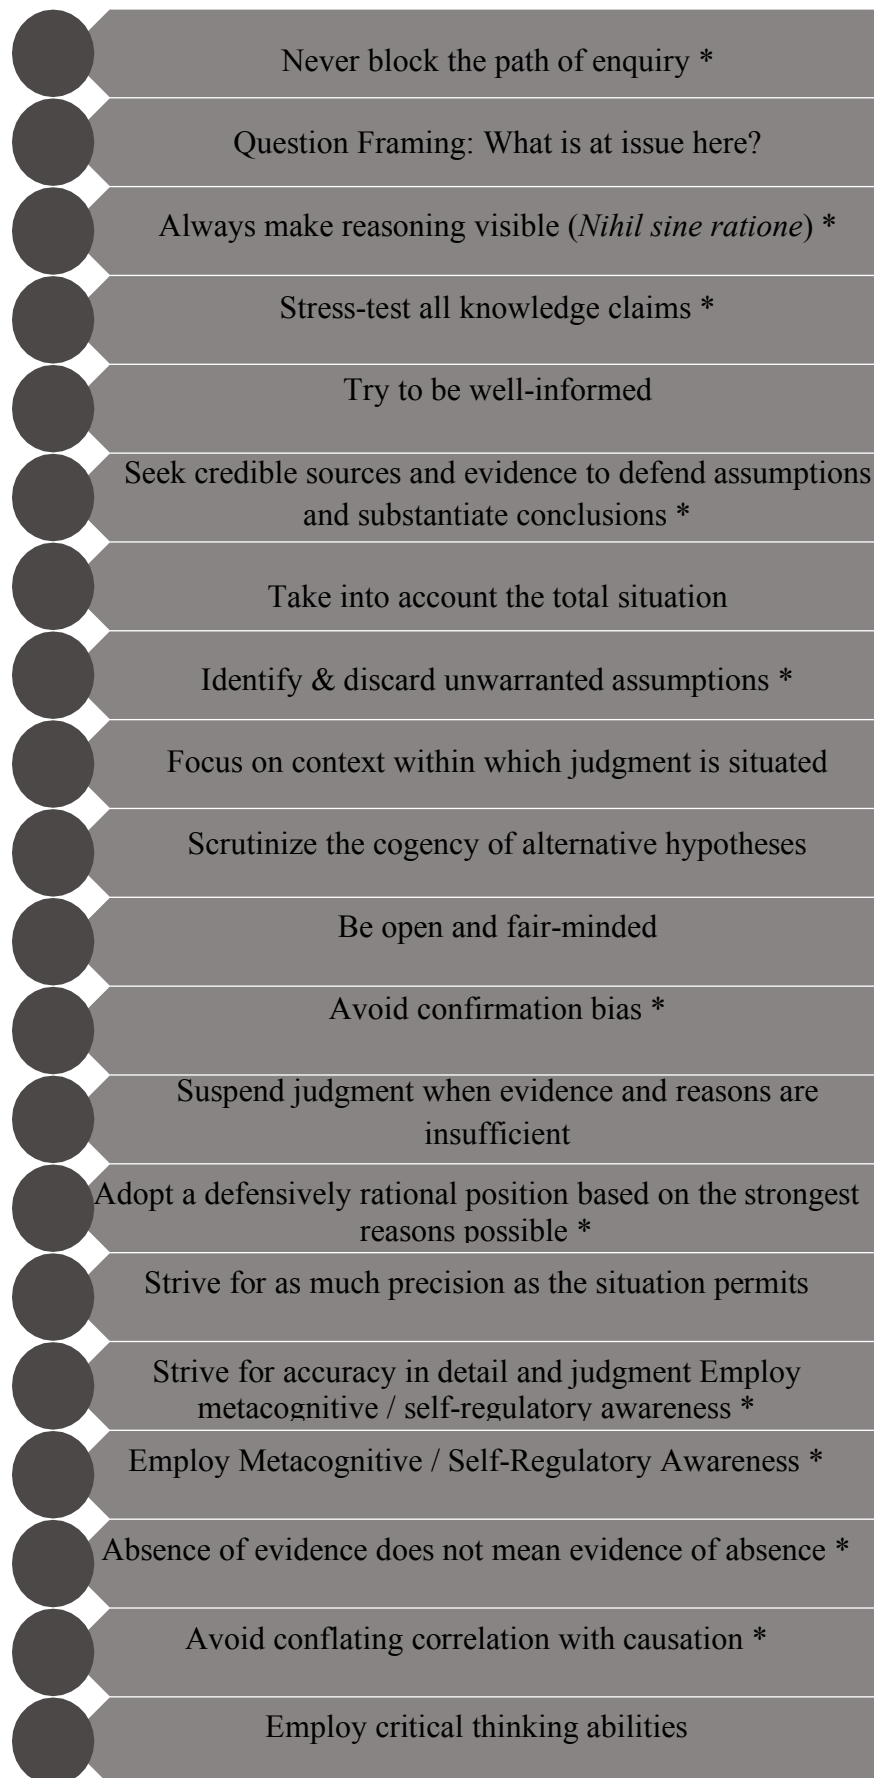 Never block the path of enquiry *
Question Framing: What is at issue here?
Always make reasoning visible (Nihil sine ratione) *
Stress-test all knowledge claims *
Try to be well-informed
Seek credible sources and evidence to defend assumptions
and substantiate conclusions *
Take into account the total situation
Identify & discard unwarranted assumptions *
Focus on context within which judgment is situated
Scrutinize the cogency of alternative hypotheses
Be open and fair-minded
Avoid confirmation bias *
Suspend judgment when evidence and reasons are
insufficient
Adopt a defensively rational position based on the strongest
reasons possible *
Strive for as much precision as the situation permits
Strive for accuracy in detail and judgment Employ
metacognitive / self-regulatory awareness *
Employ Metacognitive / Self-Regulatory Awareness *
Absence of evidence does not mean evidence of absence *
Avoid conflating correlation with causation *
Employ critical thinking abilities